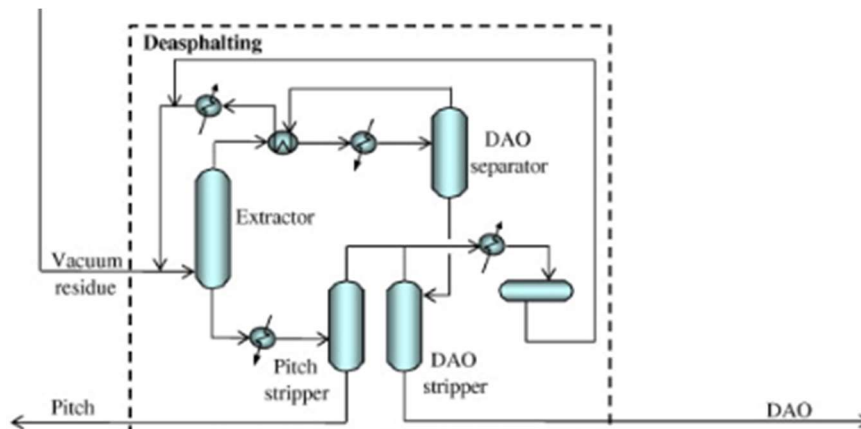 Deasphalting
DAO
separator
Extractor
Vacuum
residue
Pitch
stripper
DAO
stripper
Pitch
DAO